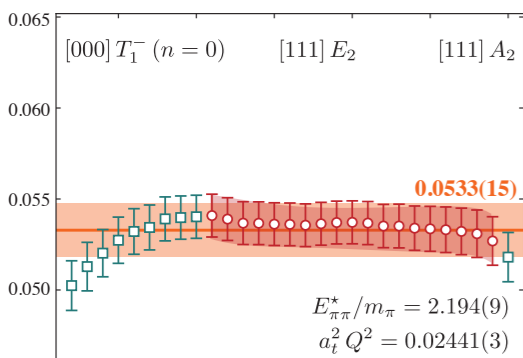 0.065
[000] T₁⁻ (n = 0) [111] E₂ [111] A₂
0.060
0.055
0.0533(15)
0.050
E⋆ππ/mπ = 2.194(9)
aₜ² Q² = 0.02441(3)